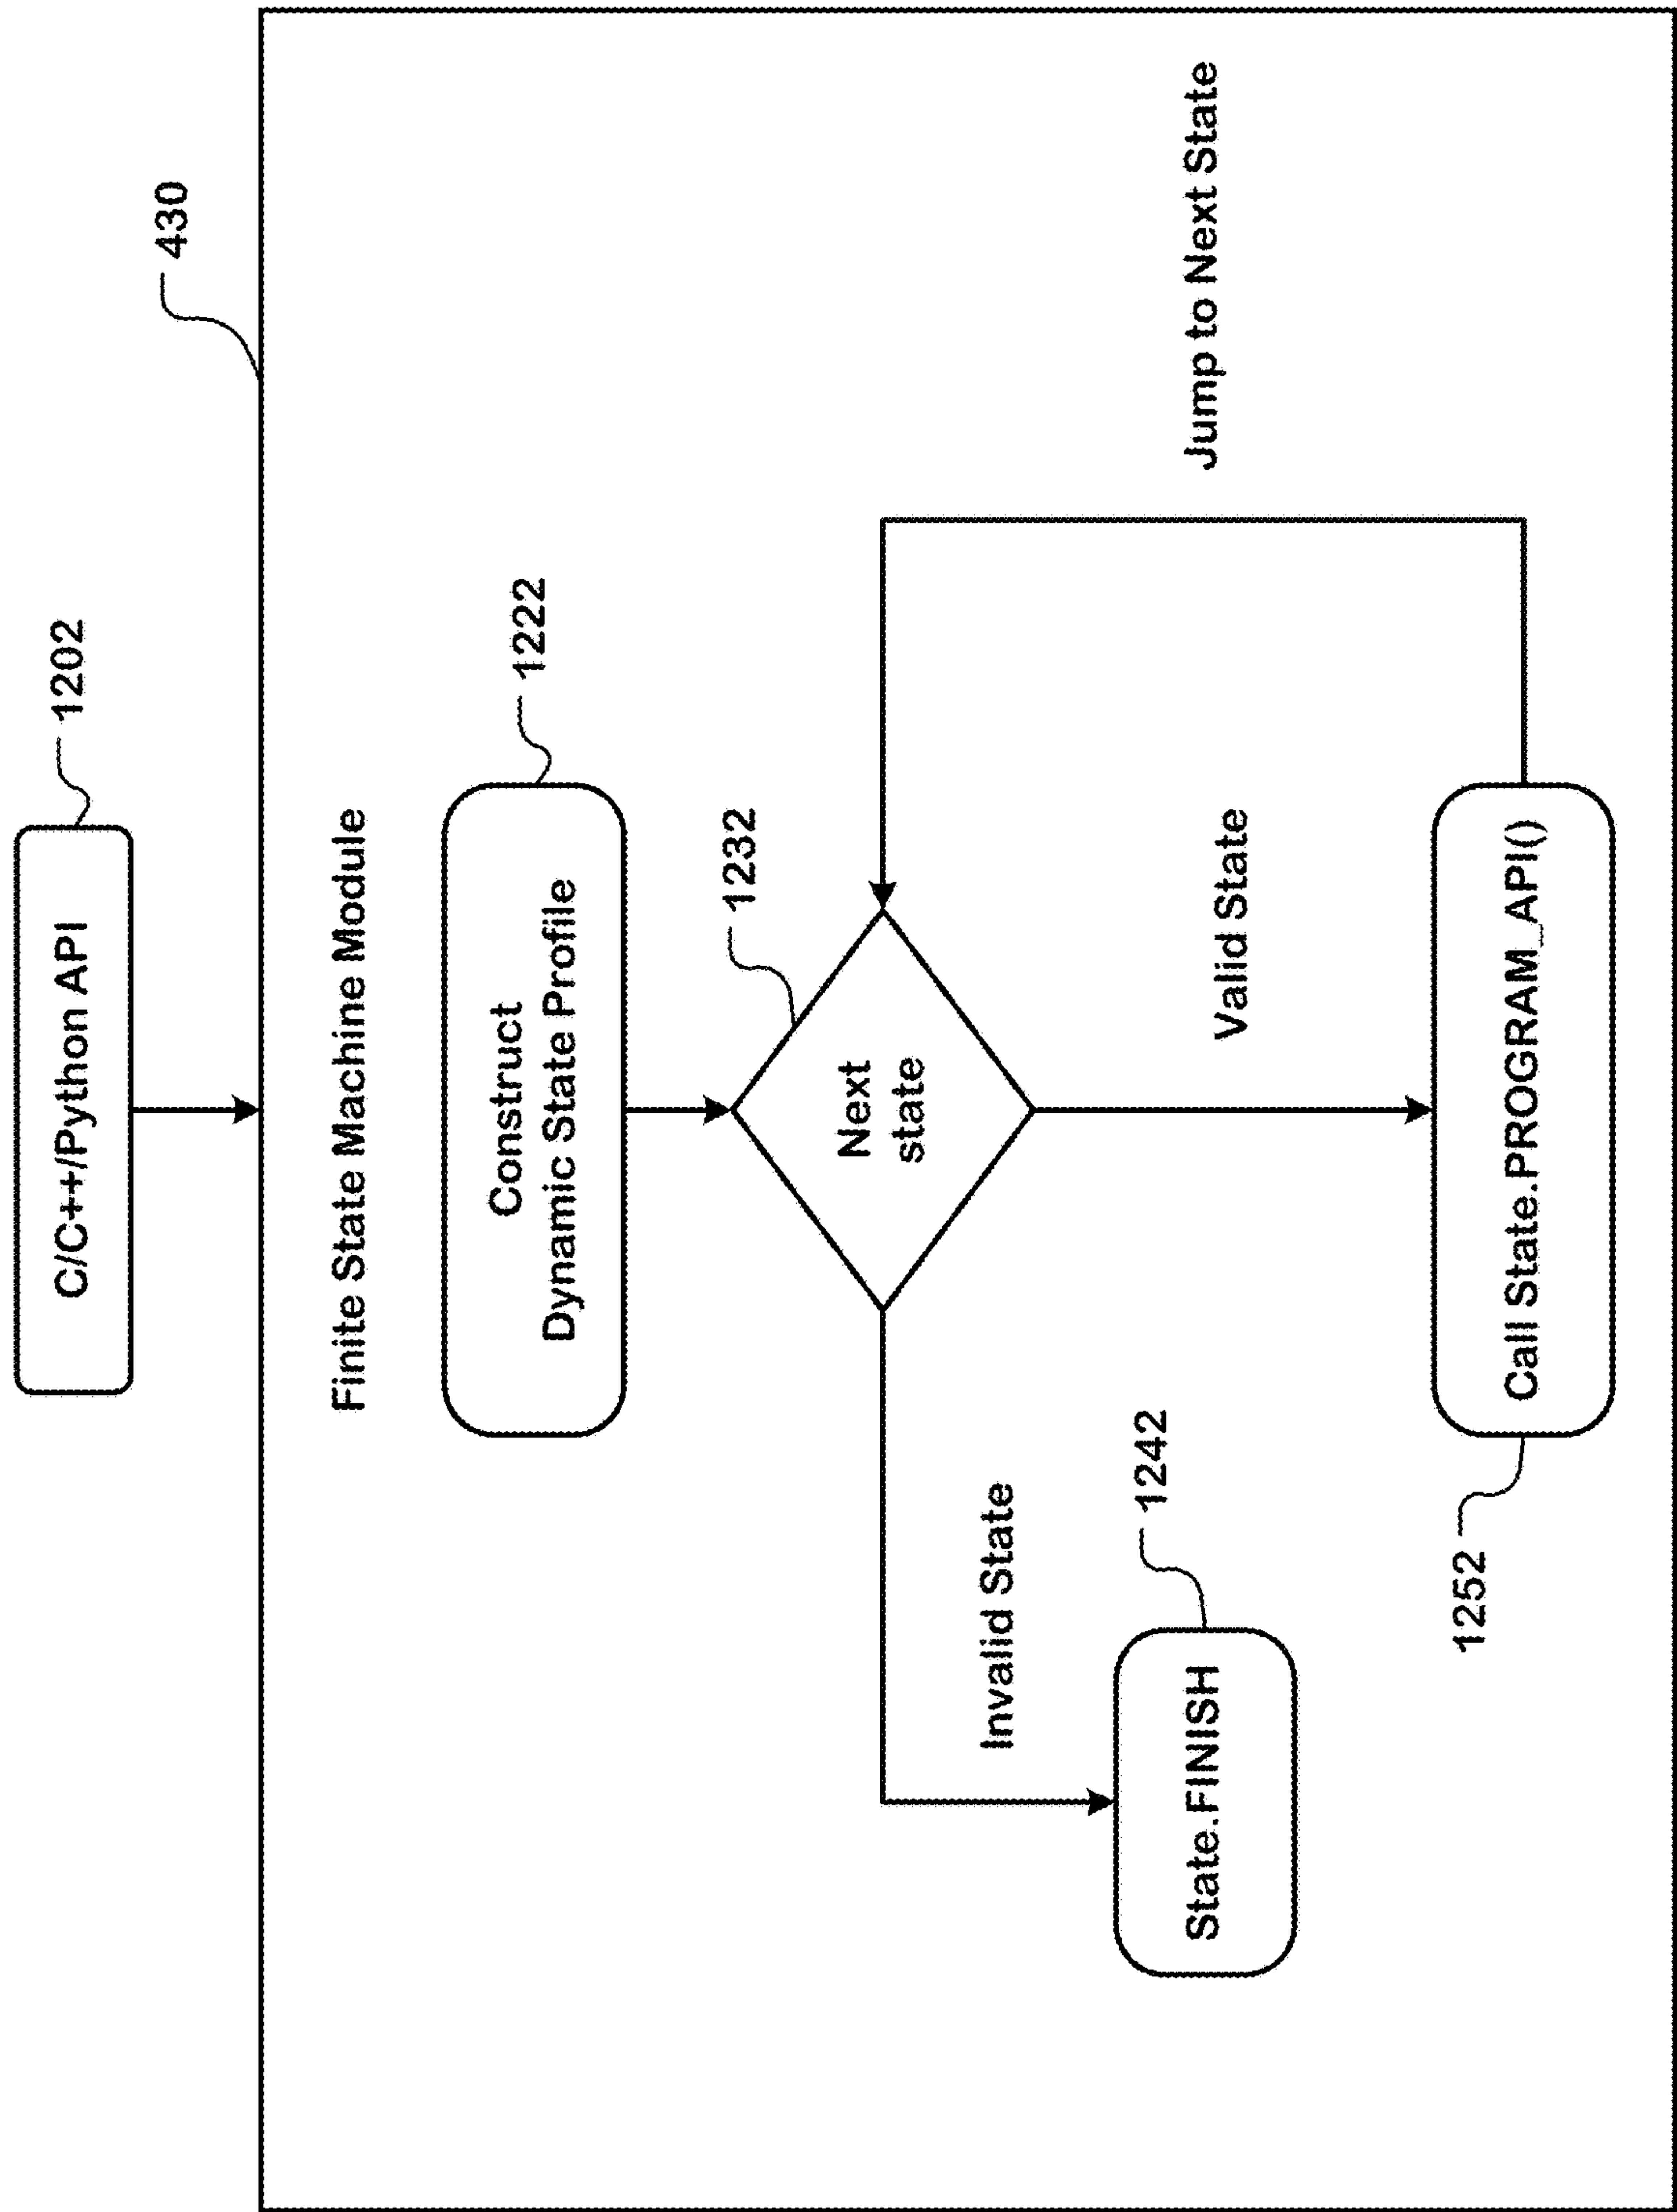 C/C++/Python API
1202
430
Finite State Machine Module
Construct
Dynamic State Profile
1222
Next
state
1232
Invalid State
Valid State
Jump to Next State
State.FINISH
1242
Call State.PROGRAM_API()
1252